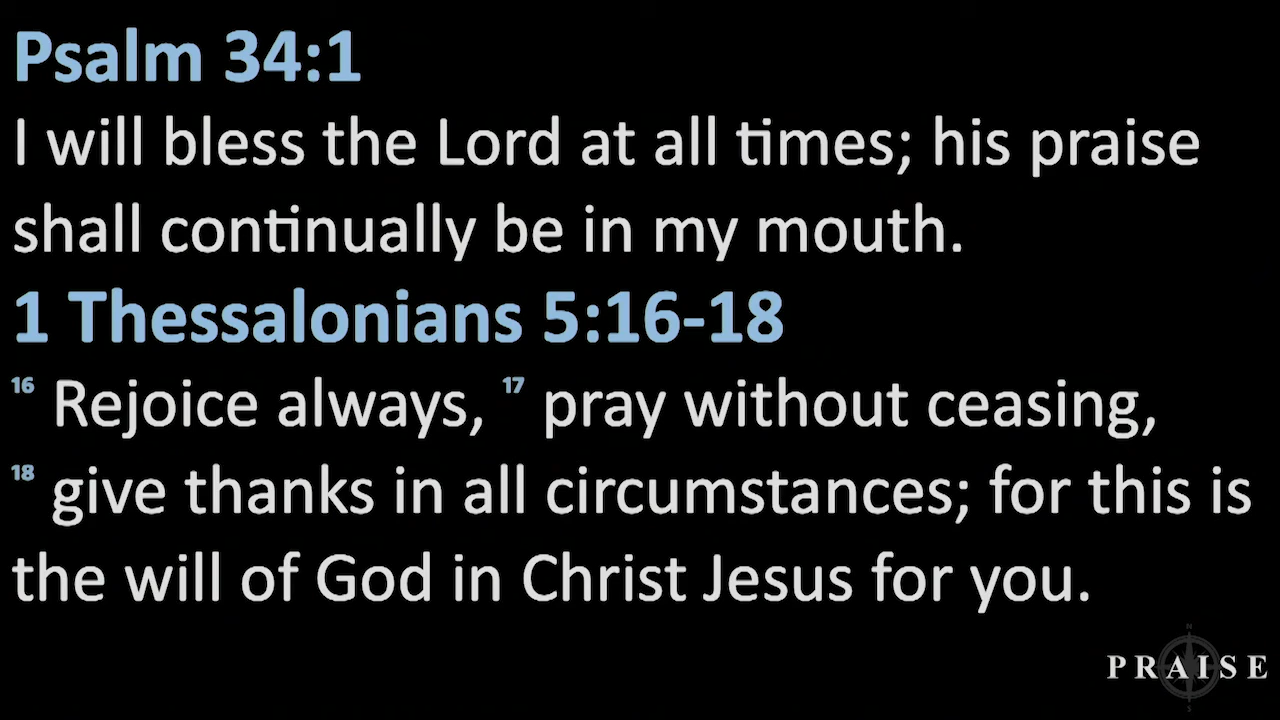 Psalm 34:1
I will bless the Lord at all times; his praise
shall continually be in my mouth.
1 Thessalonians 5:16-18
16 Rejoice always, 17 pray without ceasing,
18 give thanks in all circumstances; for this is
the will of God in Christ Jesus for you.
N
PRAISE
S